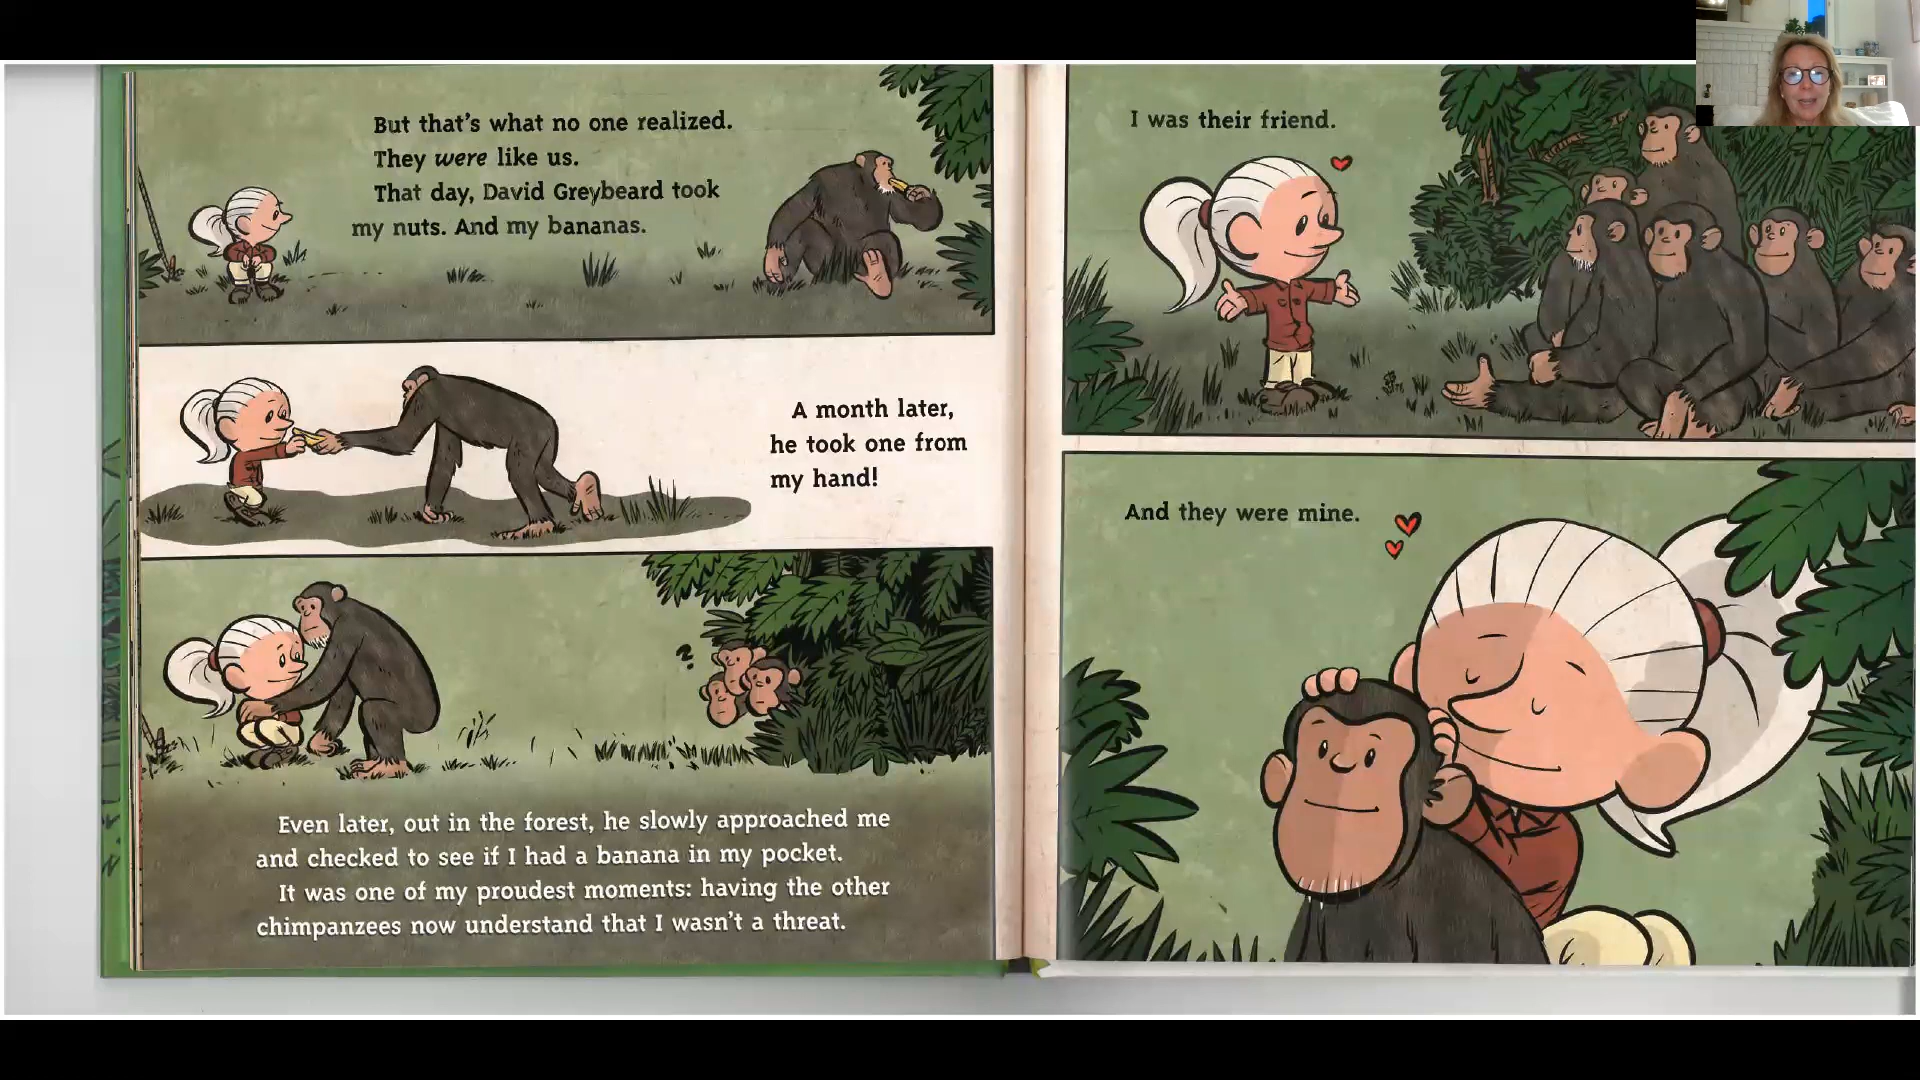 But that's what no one realized.
They were like us.
That day, David Greybeard took
my nuts. And my bananas.
A month later,
he took one from
my hand!
?
Even later, out in the forest, he slowly approached me
and checked to see if I had a banana in my pocket.
It was one of my proudest moments: having the other
chimpanzees now understand that I wasn't a threat.
I was their friend.
And they were mine.